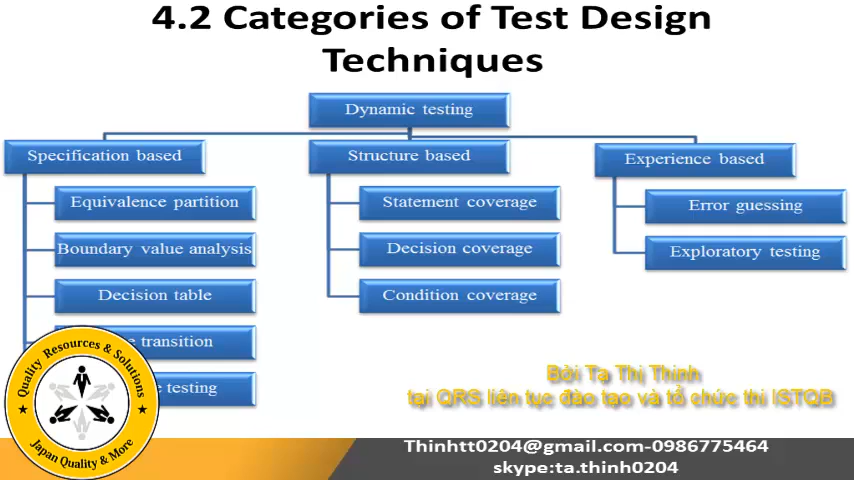 4.2 Categories of Test Design
Techniques
Dynamic testing
Specification based
Structure based
Experience based
Equivalence partition
Boundary value analysis
Decision table
transition
testing
Statement coverage
Decision coverage
Condition coverage
Error guessing
Exploratory testing
Quality Resources & Solutions
Japan Quality & More
Bởi Tạ Thị Thinh
tại QRS liên tục đào tạo và tổ chức thi ISTQB
Thinhtt0204@gmail.com-0986775464
skype:ta.thinh0204